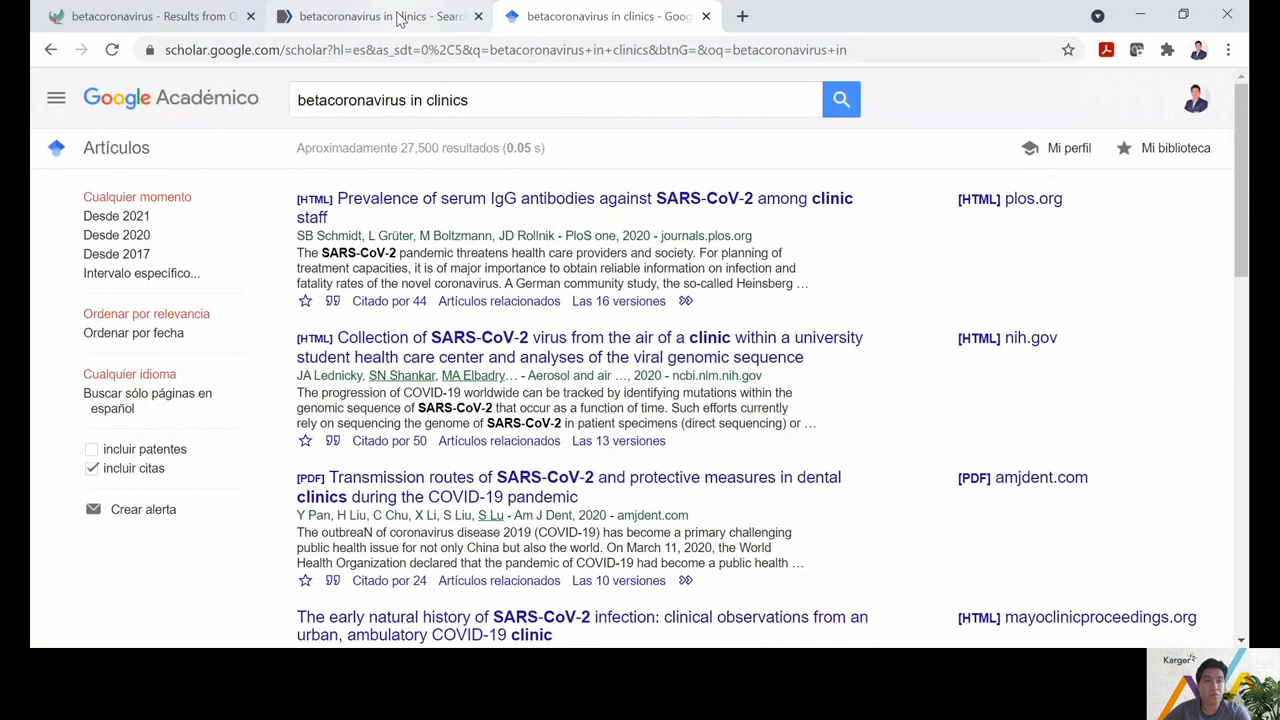 betacoronavirus - Results from C
betacoronavirus in clinics - Searc
betacoronavirus in clinics - Goog
scholar.google.com/scholar?hl=es&as_sdt=0%2C5&q=betacoronavirus+in+clinics&btnG=&oq=betacoronavirus+in
Google Académico
betacoronavirus in clinics
Artículos
Aproximadamente 27,500 resultados (0.05 s)
Mi perfil
Mi biblioteca
Cualquier momento
Desde 2021
Desde 2020
Desde 2017
Intervalo específico...
Ordenar por relevancia
Ordenar por fecha
Cualquier idioma
Buscar sólo páginas en
español
incluir patentes
incluir citas
Crear alerta
[HTML] Prevalence of serum IgG antibodies against SARS-CoV-2 among clinic
staff
SB Schmidt, L Grüter, M Boltzmann, JD Rollnik - PloS one, 2020 - journals.plos.org
The SARS-CoV-2 pandemic threatens health care providers and society. For planning of
treatment capacities, it is of major importance to obtain reliable information on infection and
fatality rates of the novel coronavirus. A German community study, the so-called Heinsberg …
Citado por 44 Artículos relacionados Las 16 versiones
[HTML] plos.org
[HTML] Collection of SARS-CoV-2 virus from the air of a clinic within a university
student health care center and analyses of the viral genomic sequence
JA Lednicky, SN Shankar, MA Elbadry… - Aerosol and air …, 2020 - ncbi.nlm.nih.gov
The progression of COVID-19 worldwide can be tracked by identifying mutations within the
genomic sequence of SARS-CoV-2 that occur as a function of time. Such efforts currently
rely on sequencing the genome of SARS-CoV-2 in patient specimens (direct sequencing) or …
Citado por 50 Artículos relacionados Las 13 versiones
[HTML] nih.gov
[PDF] Transmission routes of SARS-CoV-2 and protective measures in dental
clinics during the COVID-19 pandemic
Y Pan, H Liu, C Chu, X Li, S Liu, S Lu - Am J Dent, 2020 - amjdent.com
The outbreaN of coronavirus disease 2019 (COVID-19) has become a primary challenging
public health issue for not only China but also the world. On March 11, 2020, the World
Health Organization declared that the pandemic of COVID-19 had become a public health …
Citado por 24 Artículos relacionados Las 10 versiones
[PDF] amjdent.com
The early natural history of SARS-CoV-2 infection: clinical observations from an
urban, ambulatory COVID-19 clinic
[HTML] mayoclinicproceedings.org
Karger